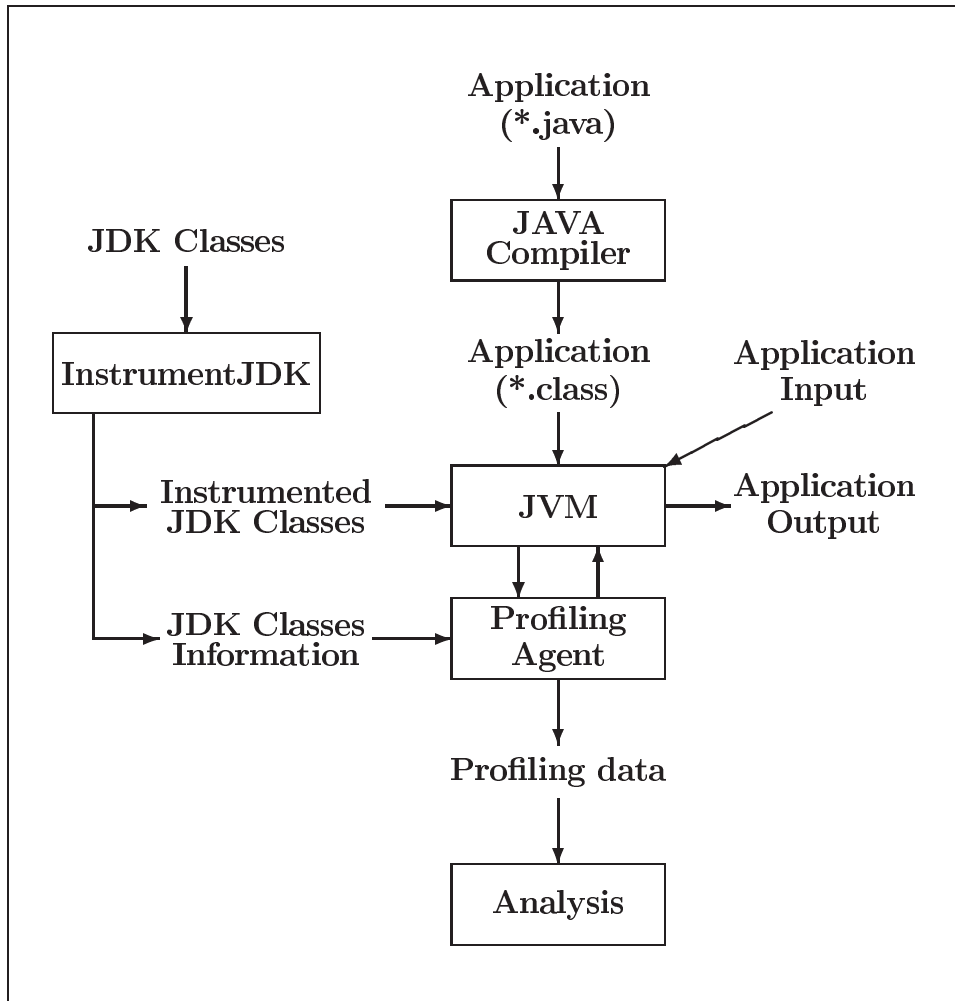 Application
(*.java)
JAVA
Compiler
JDK Classes
InstrumentJDK
Application
(*.class)
Application
Input
Instrumented
JDK Classes
JVM
Application
Output
JDK Classes
Information
Profiling
Agent
Profiling data
Analysis